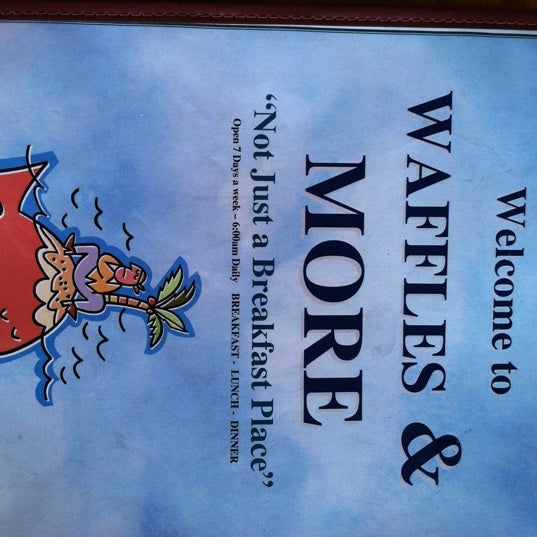 Welcome to
WAFFLES &
MORE
“Not Just a Breakfast Place”
Open 7 Days a week – 6:00am Daily BREAKFAST - LUNCH - DINNER